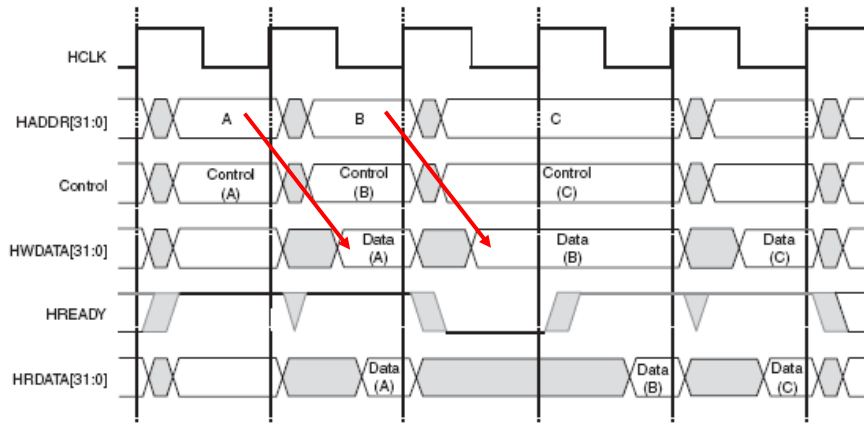 HCLK
HADDR[31:0] A B C
Control Control (A) Control (B) Control (C)
HWDATA[31:0] Data (A) Data (B) Data (C)
HREADY
HRDATA[31:0] Data (A) Data (B) Data (C)